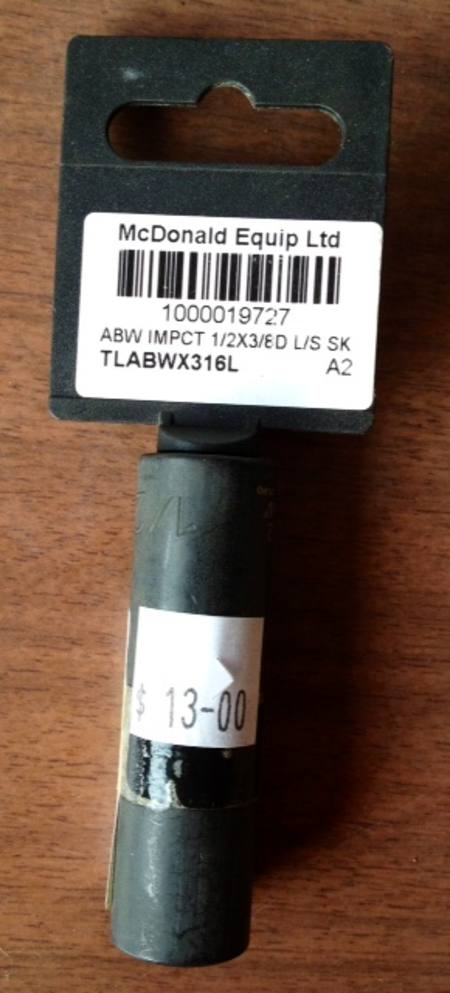 McDonald Equip Ltd
1000019727
ABW IMPCT 1/2X3/8D L/S SK
TLABWX316L A2
$ 13-00